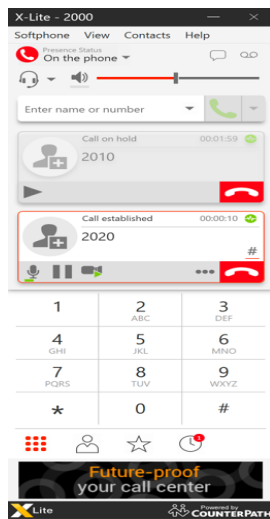 X-Lite - 2000
Softphone View Contacts Help
Presence Status
On the phone
Enter name or number
Call on hold 00:01:59
2010
Call established 00:00:10
2020
#
1 2 3
ABC DEF
4 5 6
GHI JKL MNO
7 8 9
PQRS TUV WXYZ
* 0 #
1
Future-proof
your call center
X Lite Powered by
COUNTERPATH